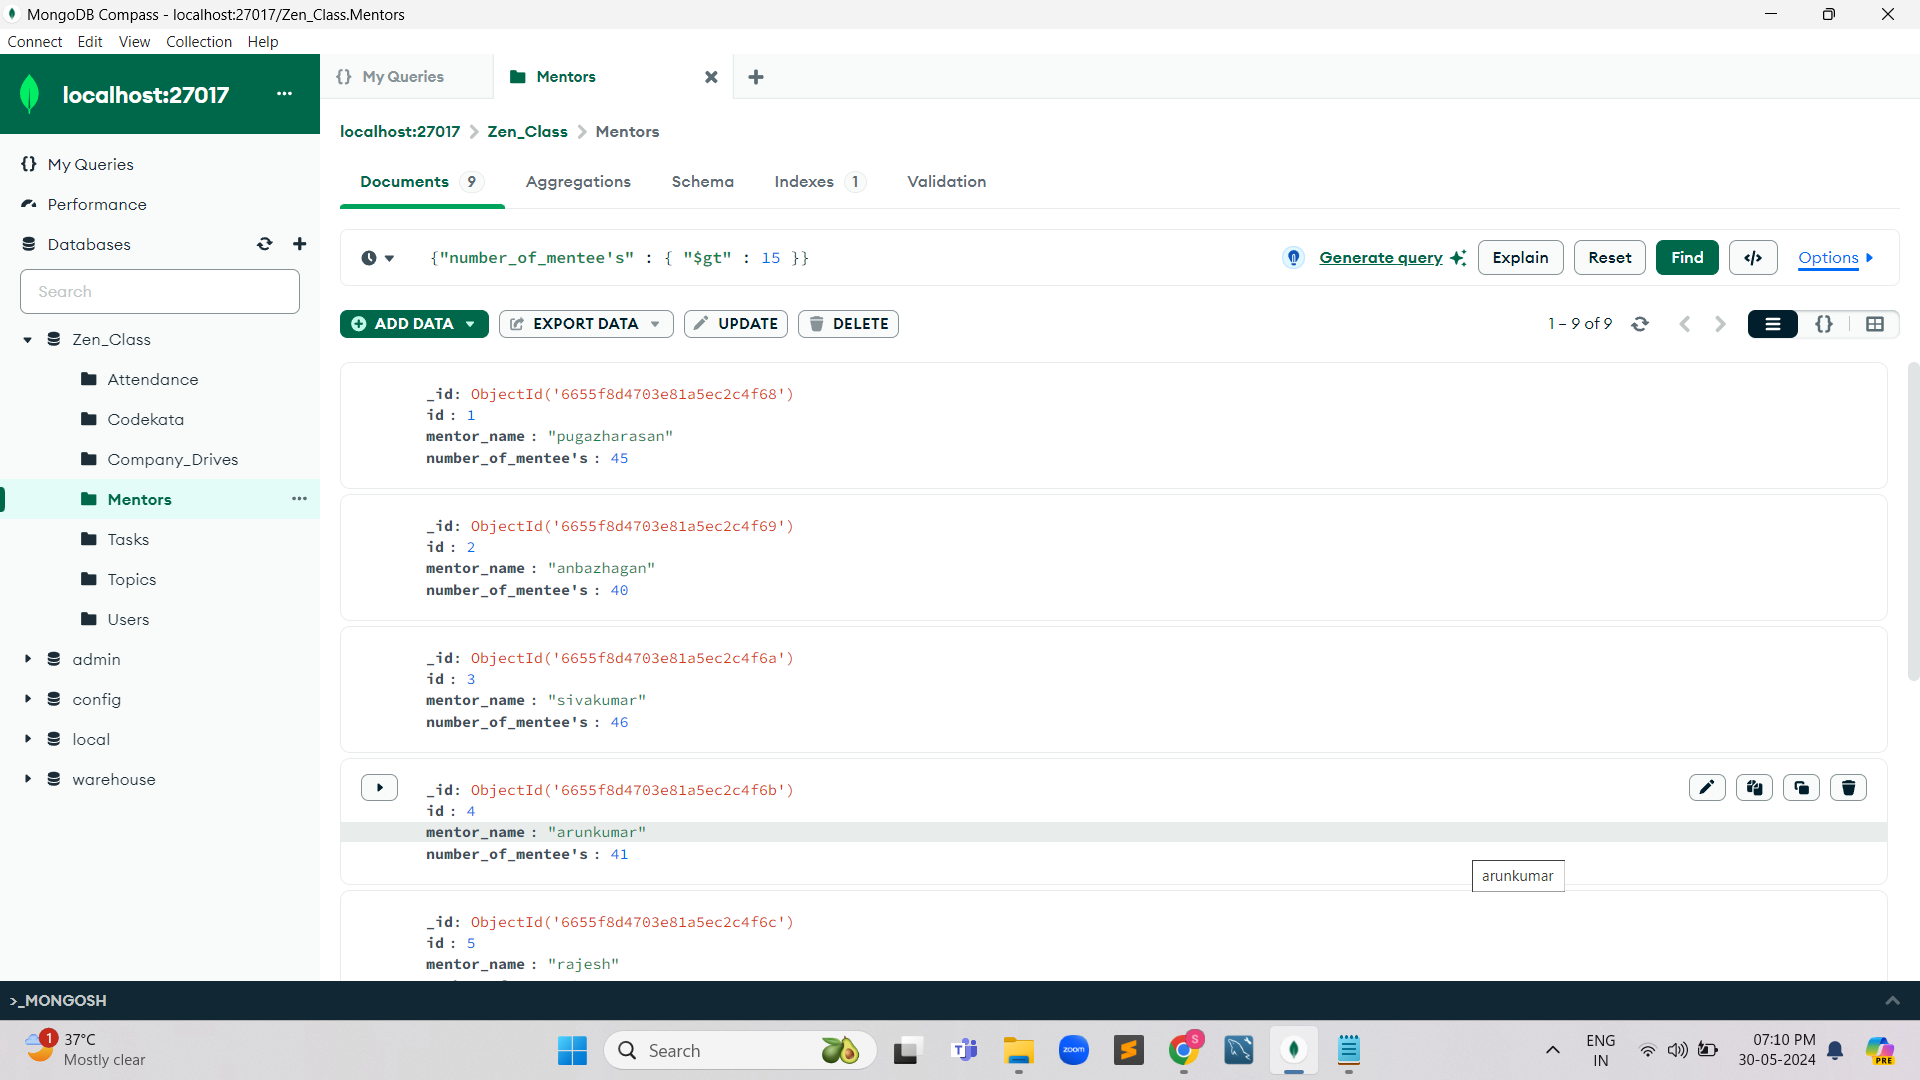 MongoDB Compass - localhost:27017/Zen_Class.Mentors
Connect Edit View Collection Help
localhost:27017 ...
{} My Queries
Mentors
localhost:27017 > Zen_Class > Mentors
My Queries
Performance
Databases
Search
Zen_Class
Attendance
Codekata
Company_Drives
Mentors ...
Tasks
Topics
Users
admin
config
local
warehouse
Documents 9 Aggregations Schema Indexes 1 Validation
{"number_of_mentee's" : { "$gt" : 15 }}
Generate query Explain Reset Find </> Options
ADD DATA EXPORT DATA UPDATE DELETE
1 – 9 of 9 {}
_id: ObjectId('6655f8d4703e81a5ec2c4f68')
id : 1
mentor_name : "pugazharasan"
number_of_mentee's : 45
_id: ObjectId('6655f8d4703e81a5ec2c4f69')
id : 2
mentor_name : "anbazhagan"
number_of_mentee's : 40
_id: ObjectId('6655f8d4703e81a5ec2c4f6a')
id : 3
mentor_name : "sivakumar"
number_of_mentee's : 46
_id: ObjectId('6655f8d4703e81a5ec2c4f6b')
id : 4
mentor_name : "arunkumar"
number_of_mentee's : 41
arunkumar
_id: ObjectId('6655f8d4703e81a5ec2c4f6c')
id : 5
mentor_name : "rajesh"
>_MONGOSH
1
37°C
Mostly clear
Search
zoom
S
ENG
IN
07:10 PM
30-05-2024
PRE